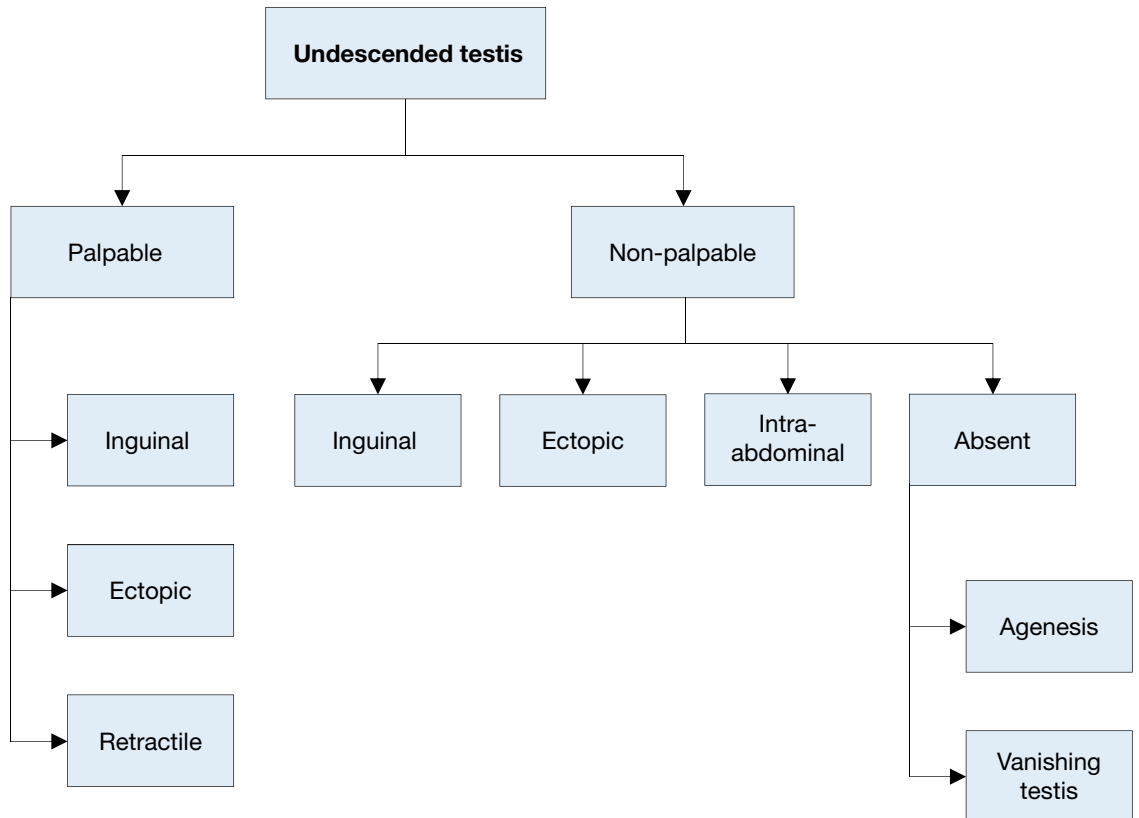 Undescended testis
Palpable
Non-palpable
Inguinal
Inguinal
Ectopic
Intra-
abdominal
Absent
Ectopic
Agenesis
Retractile
Vanishing
testis